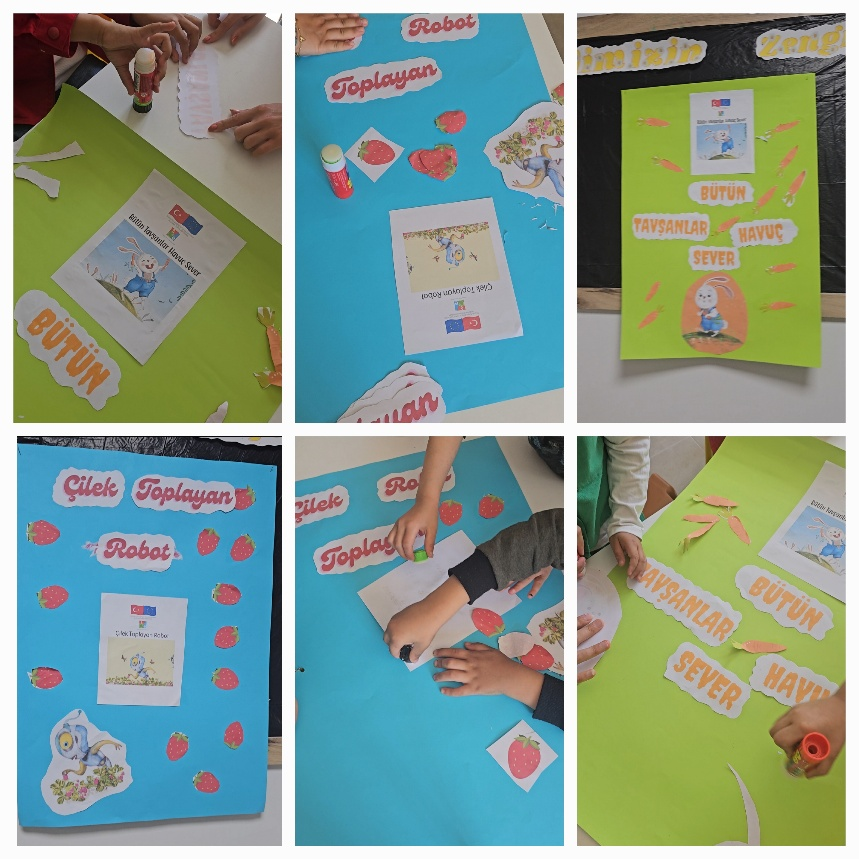 Bütün Tavşanlar Havuç Sever
BÜTÜN
Robot
Toplayan
Çilek Toplayan Robot
Toplayan
Bütün Tavşanlar Havuç Sever
BÜTÜN
TAVŞANLAR
HAVUÇ
SEVER
Çilek
Toplayan
Robot
Çilek Toplayan Robot
Çilek
TAVŞANLAR
BÜTÜN
SEVER